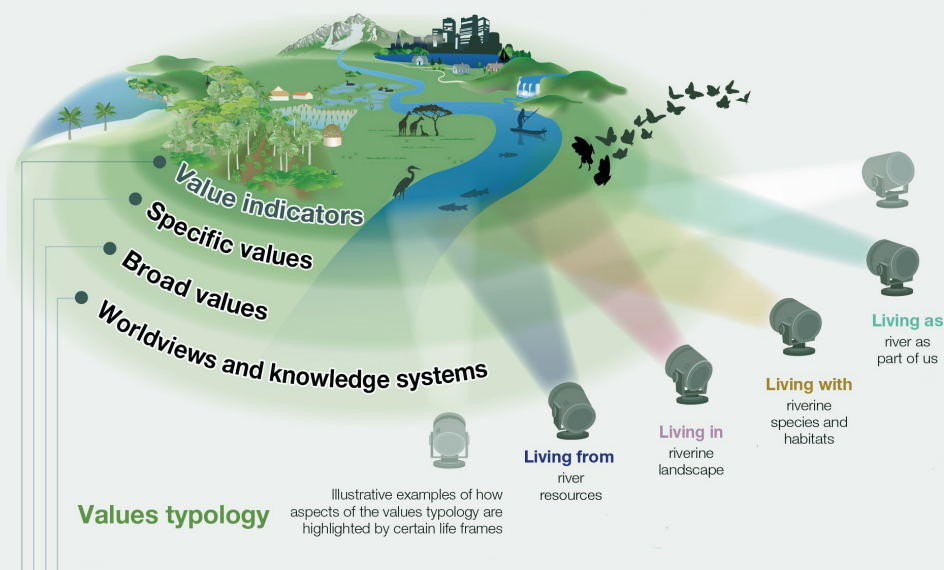 Value indicators
Specific values
Broad values
Worldviews and knowledge systems
Living as
river as
part of us
Living with
riverine
species and
habitats
Living in
riverine
landscape
Living from
river
resources
Illustrative examples of how
aspects of the values typology are
highlighted by certain life frames
Values typology